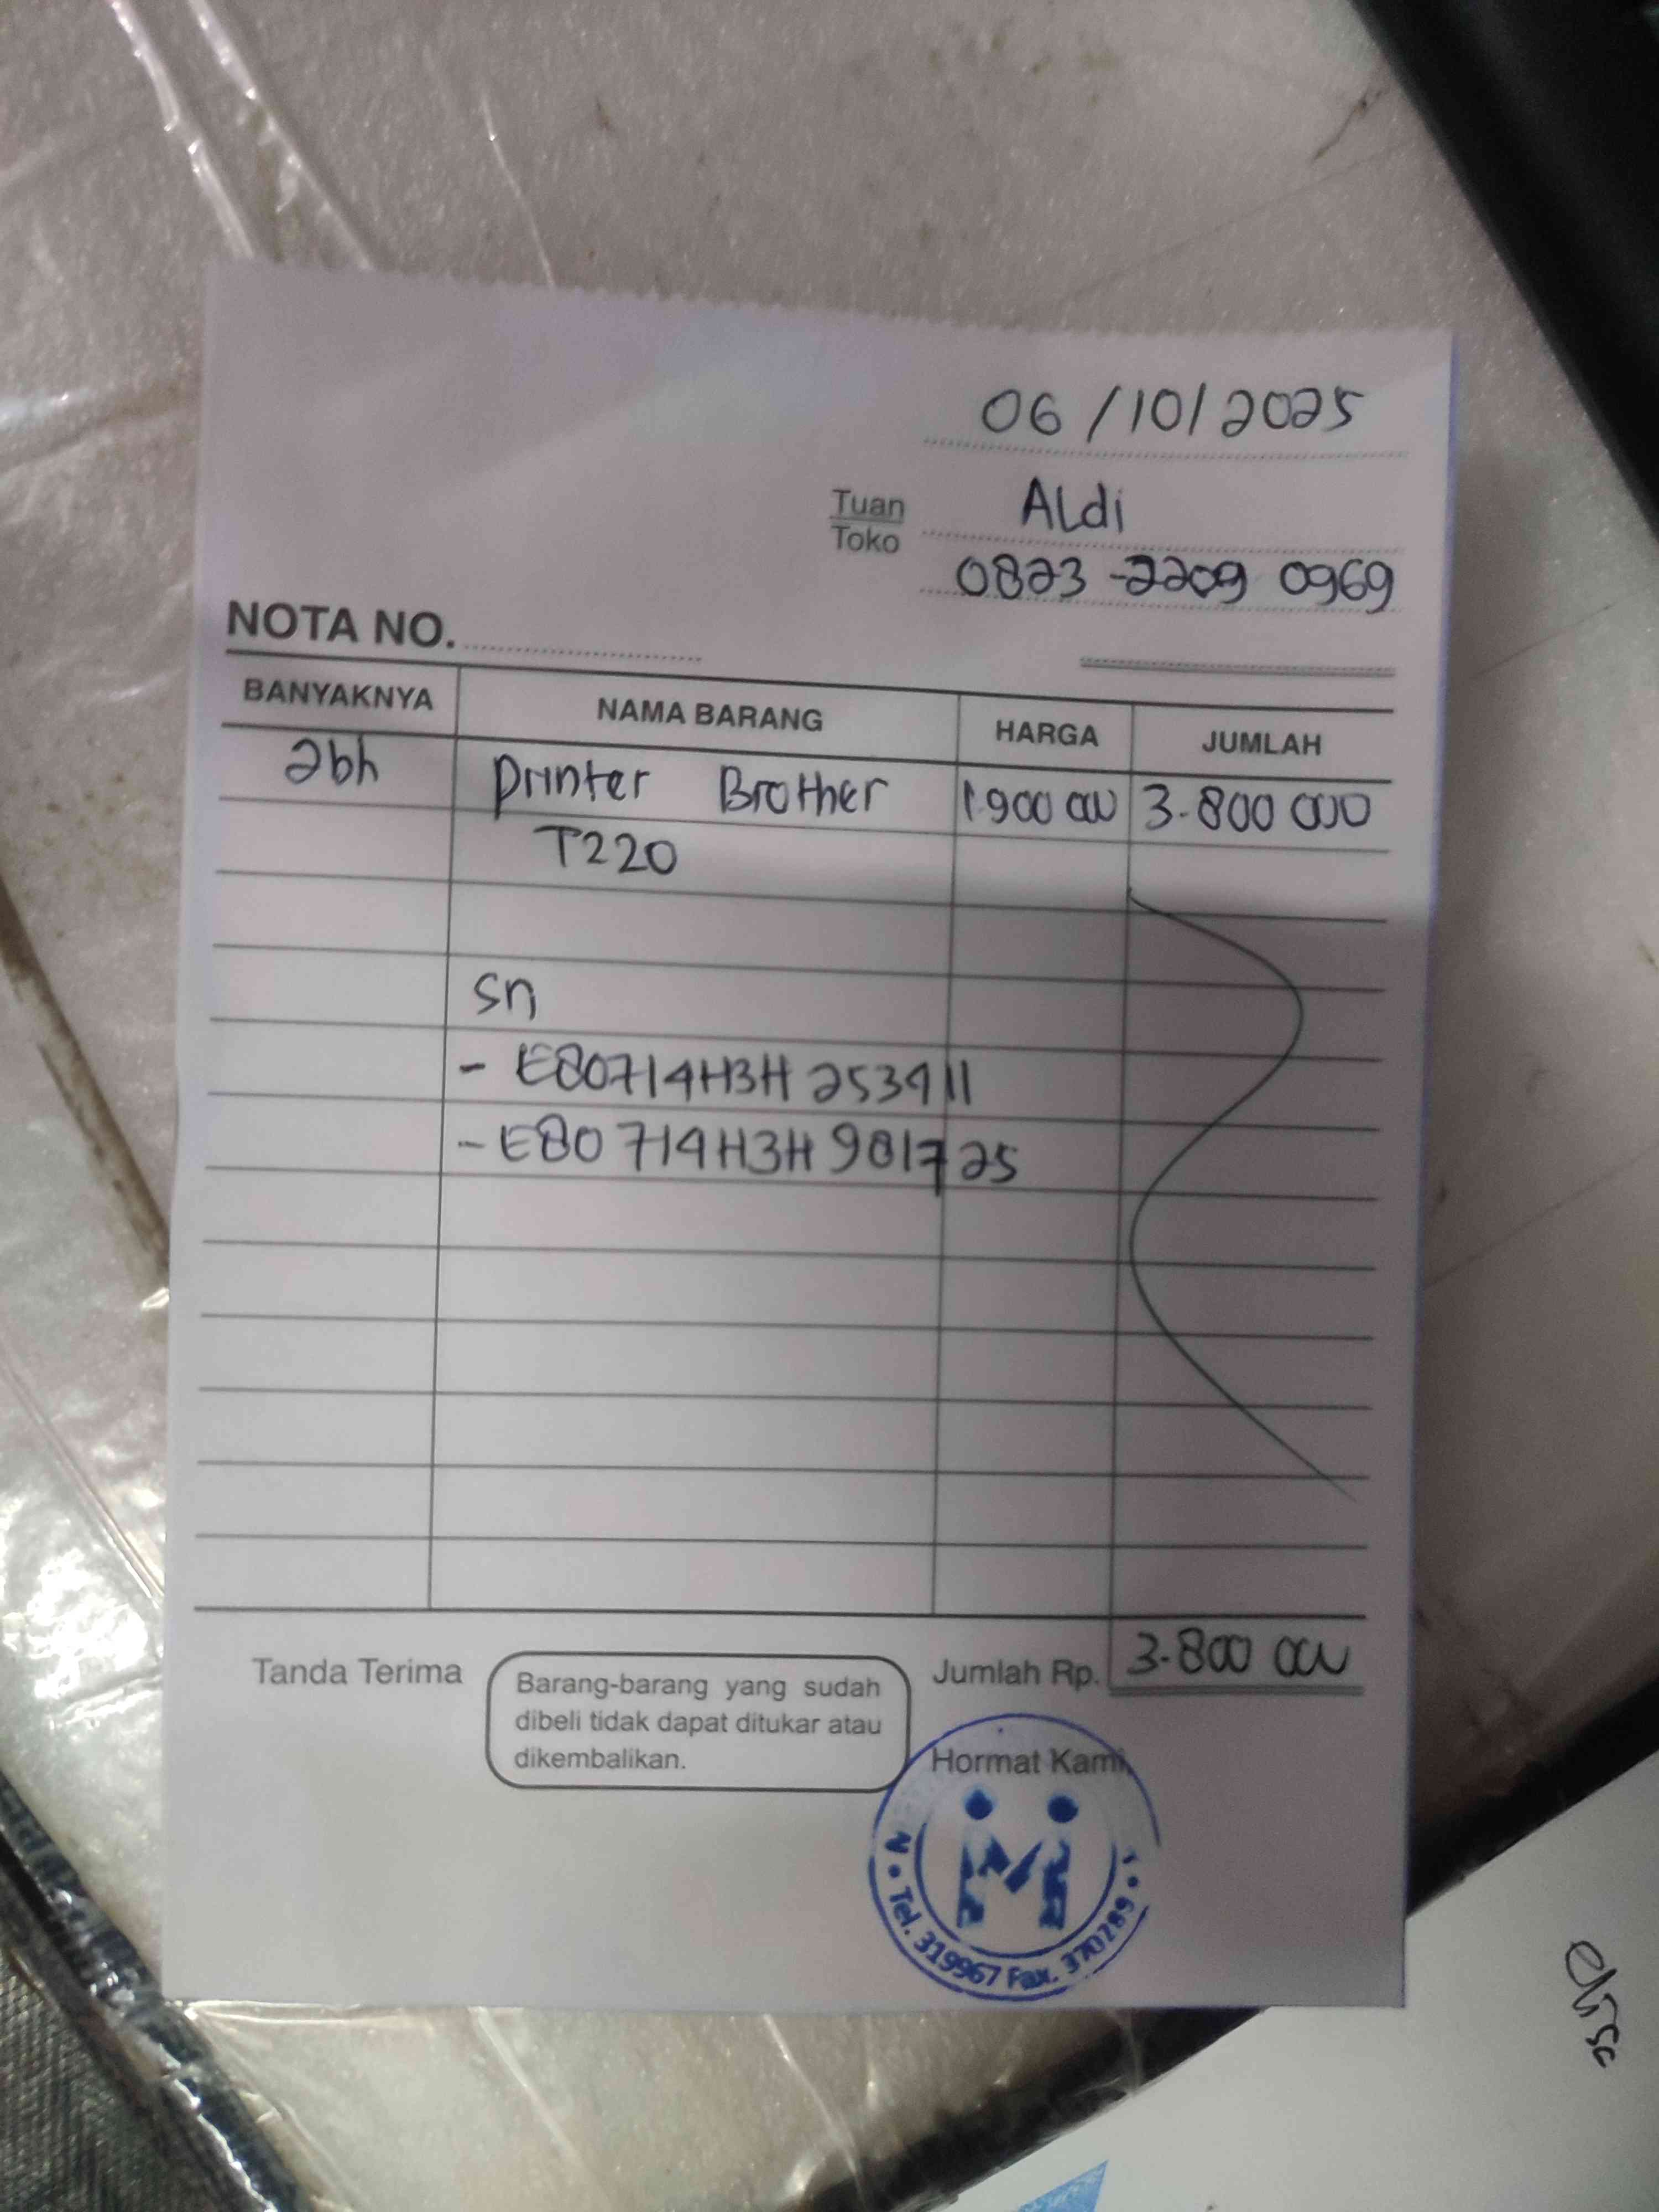 06/10/2025
Tuan
Toko
ALdi
0823-2209 0969
NOTA NO.
BANYAKNYA NAMA BARANG HARGA JUMLAH
2bh Printer Brother 1.900 000 3.800 000
T220
Sn
- E80714H3H253411
- E80714H3H981725
Jumlah Rp. 3.800 000
Tanda Terima
Barang-barang yang sudah
dibeli tidak dapat ditukar atau
dikembalikan.
Hormat Kami,
N • Tel. 319967 Fax. 370289 •